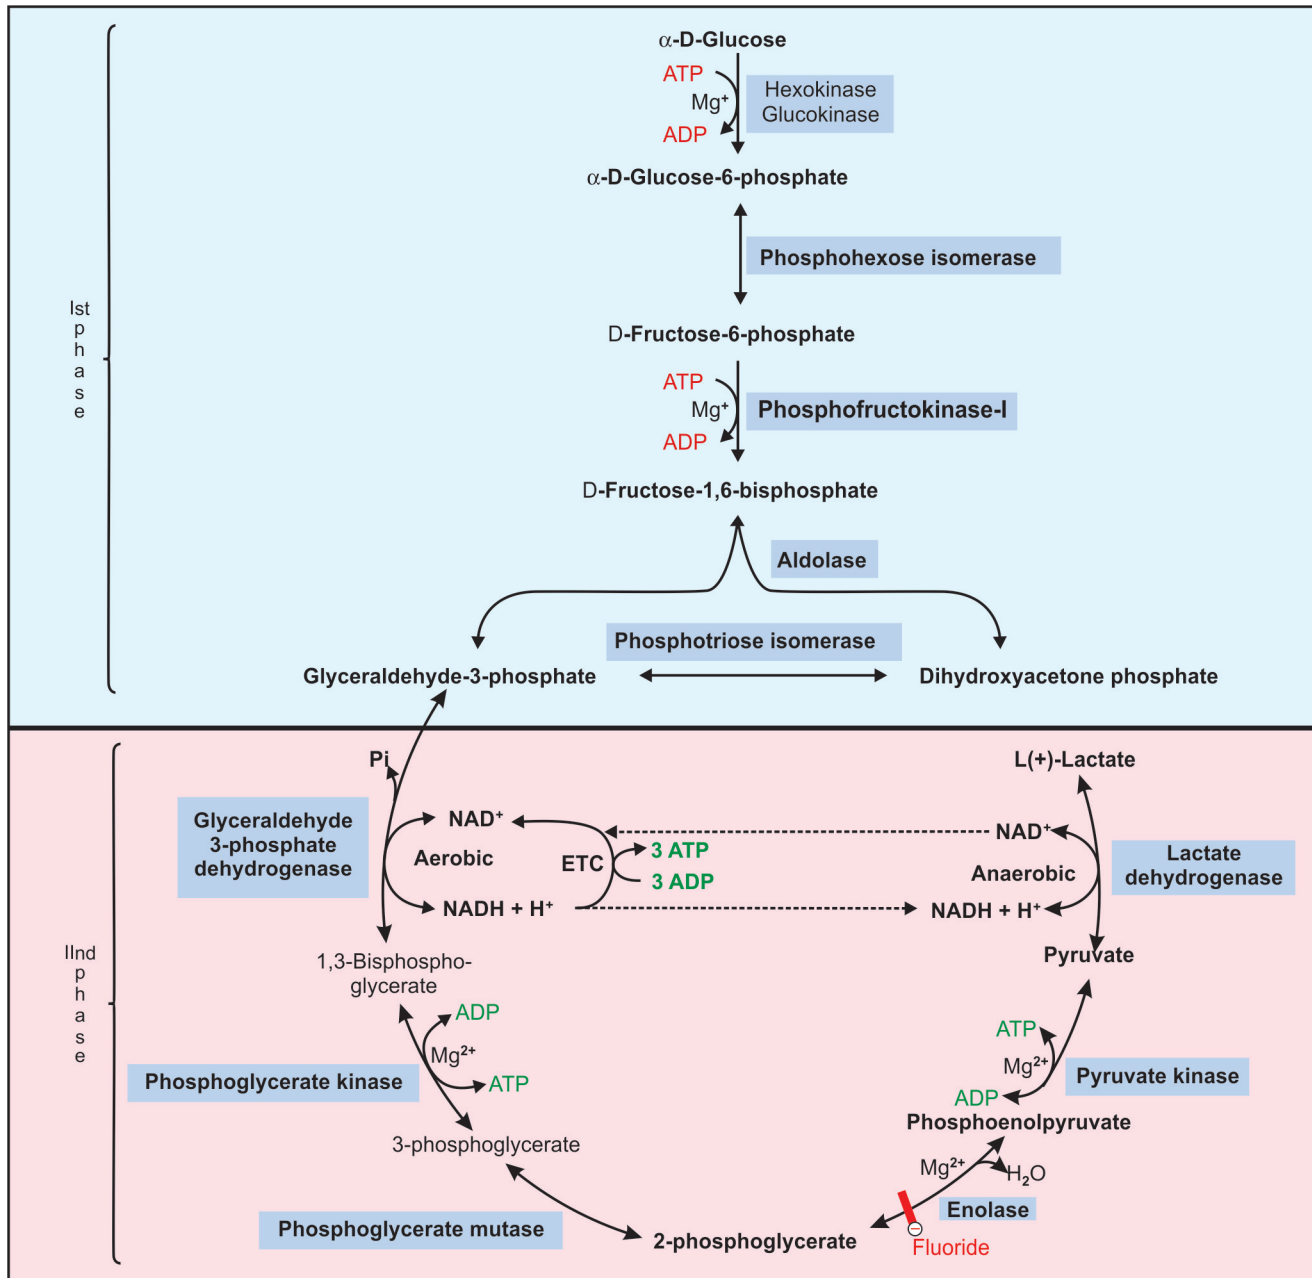 α-D-Glucose
ATP
Mg⁺
ADP
Hexokinase
Glucokinase
α-D-Glucose-6-phosphate
Phosphohexose isomerase
Ist
p
h
a
s
e
D-Fructose-6-phosphate
ATP
Mg⁺
ADP
Phosphofructokinase-I
D-Fructose-1,6-bisphosphate
Aldolase
Phosphotriose isomerase
Glyceraldehyde-3-phosphate
Dihydroxyacetone phosphate
Pi
L(+)-Lactate
Glyceraldehyde
3-phosphate
dehydrogenase
NAD⁺
Aerobic
NADH + H⁺
ETC
3 ATP
3 ADP
NAD⁺
Anaerobic
NADH + H⁺
Lactate
dehydrogenase
IInd
p
h
a
s
e
1,3-Bisphospho-
glycerate
Pyruvate
ADP
Mg²⁺
ATP
Phosphoglycerate kinase
ATP
Mg²⁺
ADP
Pyruvate kinase
3-phosphoglycerate
Phosphoenolpyruvate
Mg²⁺
H₂O
Enolase
Phosphoglycerate mutase
2-phosphoglycerate
Fluoride